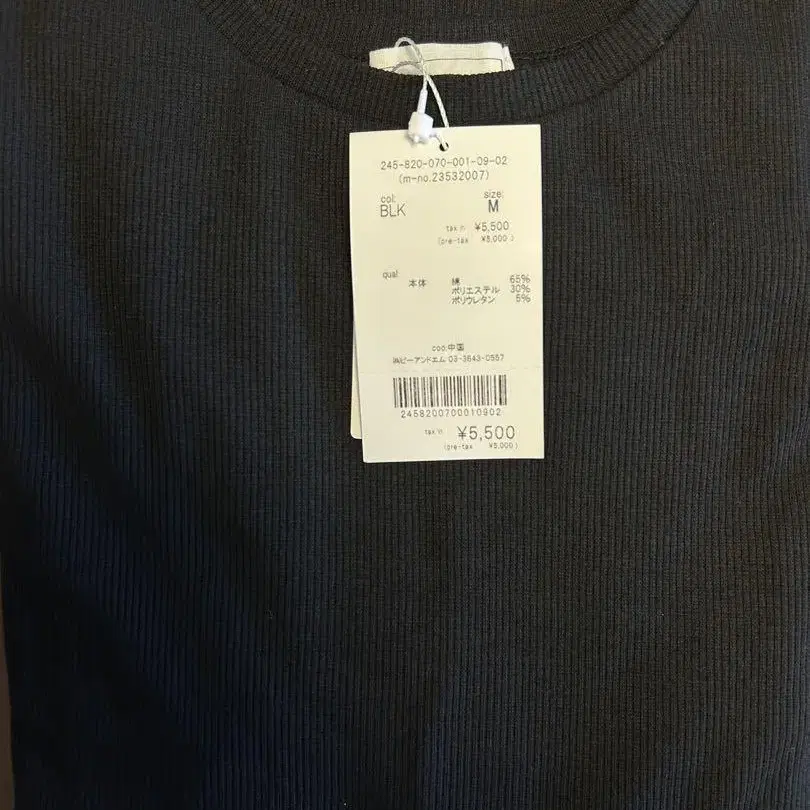 245-820-070-001-09-02
(m-no.23532007)
col: size:
BLK M
tax in ¥5,500
(pre-tax ¥5,000)
qual
本体 綿 65%
ポリエステル 30%
ポリウレタン 5%
coo:中国
㈱ビーアンドエム 03-3643-0557
2458200700010902
tax in ¥5,500
(pre-tax ¥5,000)